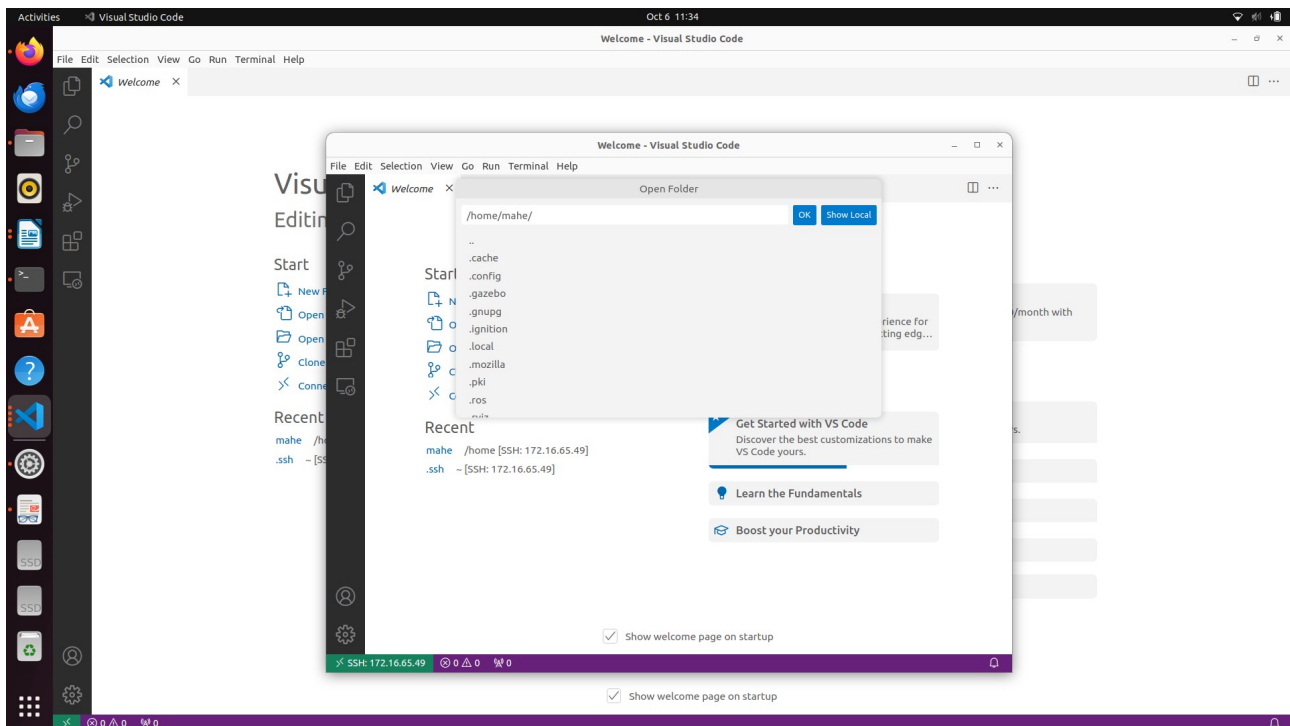 Activities Visual Studio Code Oct 6 11:34
Welcome - Visual Studio Code
File Edit Selection View Go Run Terminal Help
Welcome
Visu
Editin
Start
New F
Open
Open
Clone
Conne
Recent
mahe /ho
.ssh ~ [SS
Welcome - Visual Studio Code
File Edit Selection View Go Run Terminal Help
Welcome
Open Folder
/home/mahe/ OK Show Local
..
.cache
.config
.gazebo
.gnupg
.ignition
.local
.mozilla
.pki
.ros
Start
N
O
O
C
C
Recent
mahe /home [SSH: 172.16.65.49]
.ssh ~ [SSH: 172.16.65.49]
rience for
ting edg...
Get Started with VS Code
Discover the best customizations to make
VS Code yours.
Learn the Fundamentals
Boost your Productivity
Show welcome page on startup
SSH: 172.16.65.49 0 0 0
/month with
s.
SSD
SSD
Show welcome page on startup
0 0 0